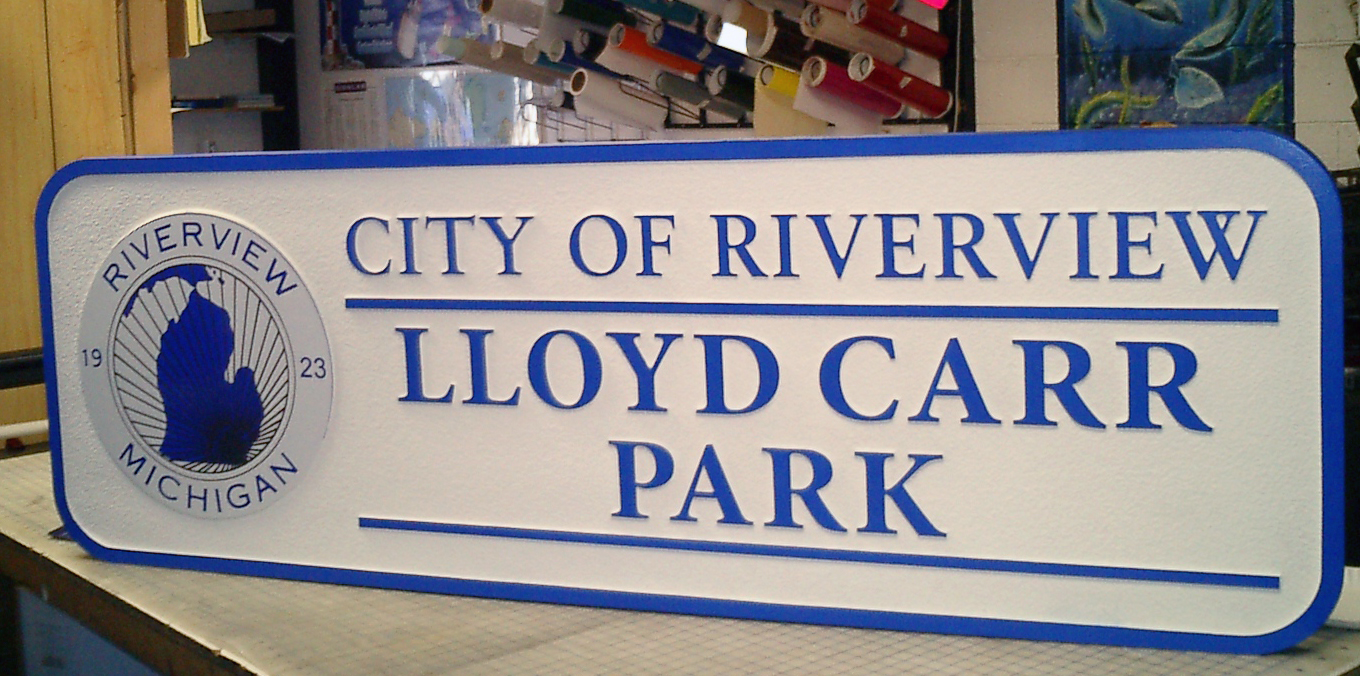 RIVERVIEW
19 23
MICHIGAN
CITY OF RIVERVIEW
LLOYD CARR
PARK